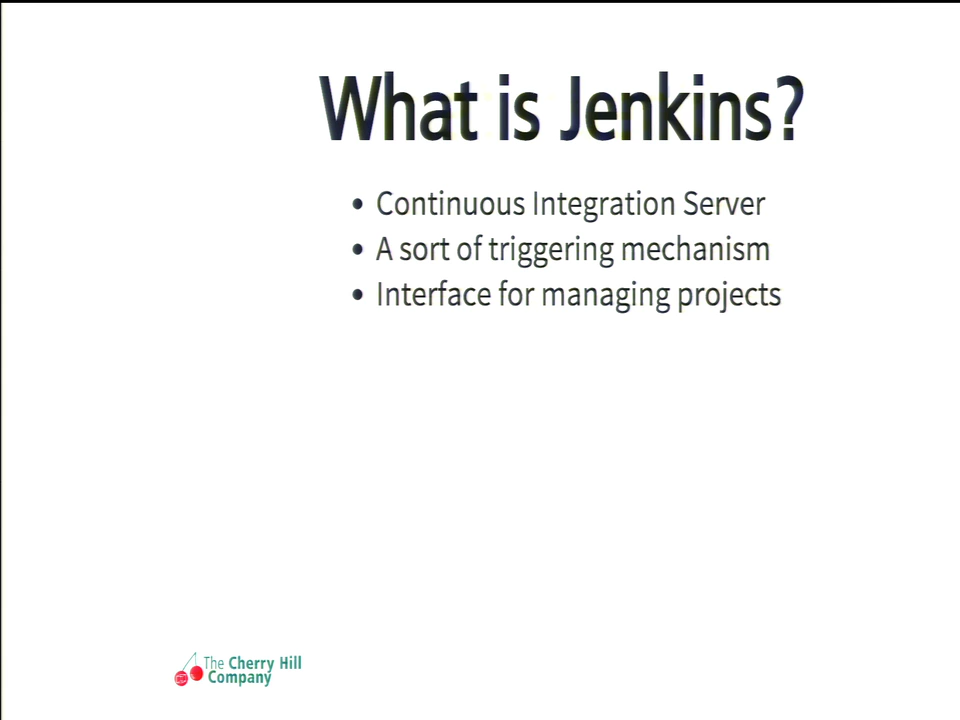 What is Jenkins?
• Continuous Integration Server
• A sort of triggering mechanism
• Interface for managing projects
The Cherry Hill
Company